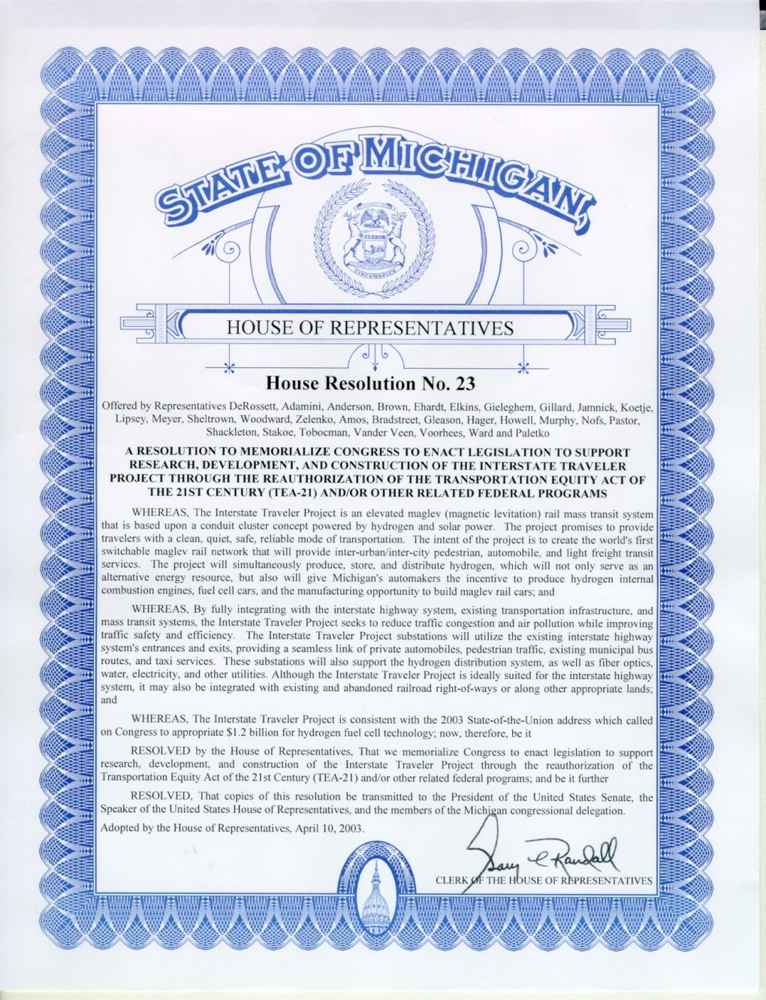 STATE OF MICHIGAN,
TUEBOR
CIRCUMSPICE
HOUSE OF REPRESENTATIVES
House Resolution No. 23
Offered by Representatives DeRossett, Adamini, Anderson, Brown, Ehardt, Elkins, Gieleghem, Gillard, Jamnick, Koetje,
Lipsey, Meyer, Sheltrown, Woodward, Zelenko, Amos, Bradstreet, Gleason, Hager, Howell, Murphy, Nofs, Pastor,
Shackleton, Stakoe, Tobocman, Vander Veen, Voorhees, Ward and Paletko
A RESOLUTION TO MEMORIALIZE CONGRESS TO ENACT LEGISLATION TO SUPPORT
RESEARCH, DEVELOPMENT, AND CONSTRUCTION OF THE INTERSTATE TRAVELER
PROJECT THROUGH THE REAUTHORIZATION OF THE TRANSPORTATION EQUITY ACT OF
THE 21ST CENTURY (TEA-21) AND/OR OTHER RELATED FEDERAL PROGRAMS
WHEREAS, The Interstate Traveler Project is an elevated maglev (magnetic levitation) rail mass transit system
that is based upon a conduit cluster concept powered by hydrogen and solar power. The project promises to provide
travelers with a clean, quiet, safe, reliable mode of transportation. The intent of the project is to create the world's first
switchable maglev rail network that will provide inter-urban/inter-city pedestrian, automobile, and light freight transit
services. The project will simultaneously produce, store, and distribute hydrogen, which will not only serve as an
alternative energy resource, but also will give Michigan's automakers the incentive to produce hydrogen internal
combustion engines, fuel cell cars, and the manufacturing opportunity to build maglev rail cars; and
WHEREAS, By fully integrating with the interstate highway system, existing transportation infrastructure, and
mass transit systems, the Interstate Traveler Project seeks to reduce traffic congestion and air pollution while improving
traffic safety and efficiency. The Interstate Traveler Project substations will utilize the existing interstate highway
system's entrances and exits, providing a seamless link of private automobiles, pedestrian traffic, existing municipal bus
routes, and taxi services. These substations will also support the hydrogen distribution system, as well as fiber optics,
water, electricity, and other utilities. Although the Interstate Traveler Project is ideally suited for the interstate highway
system, it may also be integrated with existing and abandoned railroad right-of-ways or along other appropriate lands;
and
WHEREAS, The Interstate Traveler Project is consistent with the 2003 State-of-the-Union address which called
on Congress to appropriate $1.2 billion for hydrogen fuel cell technology; now, therefore, be it
RESOLVED by the House of Representatives, That we memorialize Congress to enact legislation to support
research, development, and construction of the Interstate Traveler Project through the reauthorization of the
Transportation Equity Act of the 21st Century (TEA-21) and/or other related federal programs; and be it further
RESOLVED, That copies of this resolution be transmitted to the President of the United States Senate, the
Speaker of the United States House of Representatives, and the members of the Michigan congressional delegation.
Adopted by the House of Representatives, April 10, 2003.
Gary L Randall
CLERK OF THE HOUSE OF REPRESENTATIVES